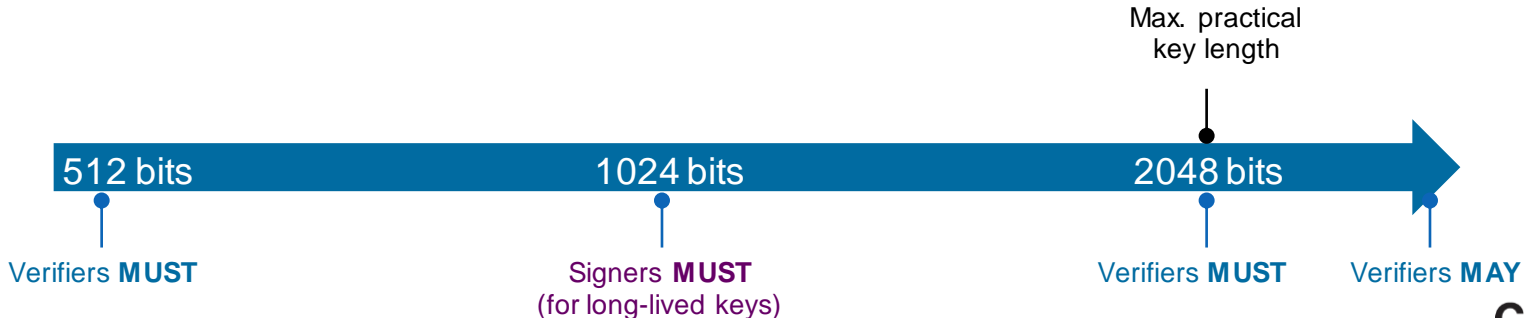 Max. practical
key length
512 bits
1024 bits
2048 bits
Verifiers MUST
Signers MUST
(for long-lived keys)
Verifiers MUST
Verifiers MAY